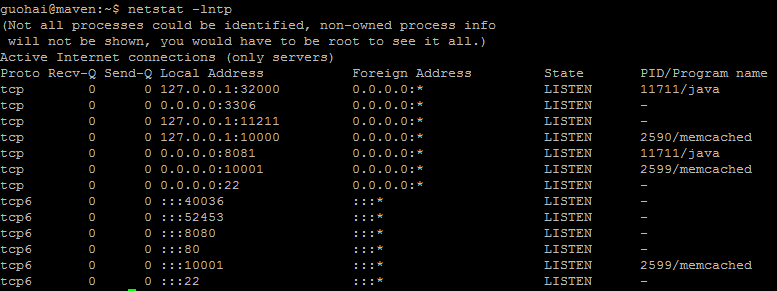 guohai@maven:~$ netstat -lntp
(Not all processes could be identified, non-owned process info
 will not be shown, you would have to be root to see it all.)
Active Internet connections (only servers)
Proto Recv-Q Send-Q Local Address           Foreign Address         State       PID/Program name
tcp        0      0 127.0.0.1:32000         0.0.0.0:*               LISTEN      11711/java
tcp        0      0 0.0.0.0:3306            0.0.0.0:*               LISTEN      -
tcp        0      0 127.0.0.1:11211         0.0.0.0:*               LISTEN      -
tcp        0      0 127.0.0.1:10000         0.0.0.0:*               LISTEN      2590/memcached
tcp        0      0 0.0.0.0:8081            0.0.0.0:*               LISTEN      11711/java
tcp        0      0 0.0.0.0:10001           0.0.0.0:*               LISTEN      2599/memcached
tcp        0      0 0.0.0.0:22              0.0.0.0:*               LISTEN      -
tcp6       0      0 :::40036                :::*                    LISTEN      -
tcp6       0      0 :::52453                :::*                    LISTEN      -
tcp6       0      0 :::8080                 :::*                    LISTEN      -
tcp6       0      0 :::80                   :::*                    LISTEN      -
tcp6       0      0 :::10001                :::*                    LISTEN      2599/memcached
tcp6       0      0 :::22                   :::*                    LISTEN      -